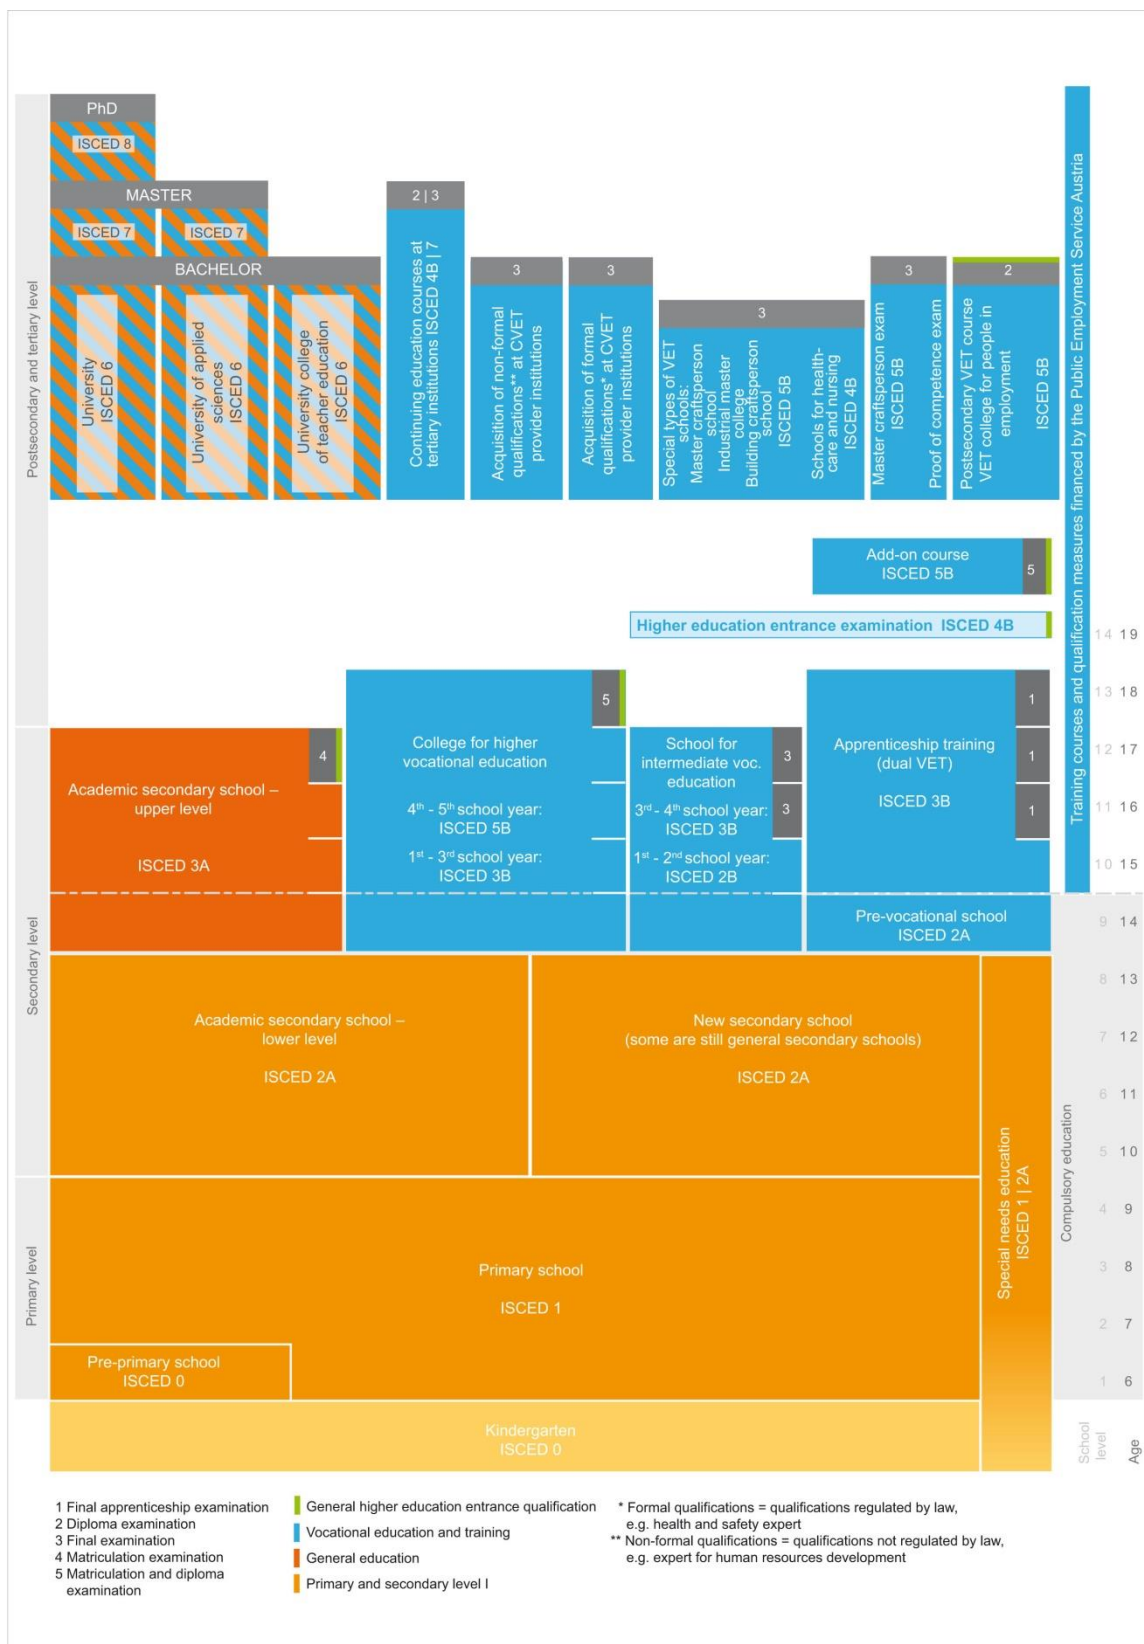 PhD
ISCED 8
MASTER
ISCED 7
ISCED 7
BACHELOR
University
ISCED 6
University of applied
sciences
ISCED 6
University college
of teacher education
ISCED 6
2 | 3
Continuing education courses at
tertiary institutions ISCED 4B | 7
3
Acquisition of non-formal
qualifications** at CVET
provider institutions
3
Acquisition of formal
qualifications* at CVET
provider institutions
3
Special types of VET
schools:
Master craftsperson
school
Industrial master
college
Building craftsperson
school
ISCED 5B
Schools for health-
care and nursing
ISCED 4B
3
Master craftsperson exam
ISCED 5B
Proof of competence exam
2
Postsecondary VET course
VET college for people in
employment
ISCED 5B
Training courses and qualification measures financed by the Public Employment Service Austria
Postsecondary and tertiary level
Add-on course
ISCED 5B
5
Higher education entrance examination ISCED 4B
14 19
13 18
12 17
11 16
10 15
9 14
8 13
7 12
6 11
5 10
4 9
3 8
2 7
1 6
School
level
Age
Compulsory education
Secondary level
Academic secondary school –
upper level
ISCED 3A
4
College for higher
vocational education
4th - 5th school year:
ISCED 5B
1st - 3rd school year:
ISCED 3B
5
School for
intermediate voc.
education
3rd - 4th school year:
ISCED 3B
1st - 2nd school year:
ISCED 2B
3
3
Apprenticeship training
(dual VET)
ISCED 3B
1
1
1
Pre-vocational school
ISCED 2A
Academic secondary school –
lower level
ISCED 2A
New secondary school
(some are still general secondary schools)
ISCED 2A
Special needs education
ISCED 1 | 2A
Primary level
Primary school
ISCED 1
Pre-primary school
ISCED 0
Kindergarten
ISCED 0
1 Final apprenticeship examination
2 Diploma examination
3 Final examination
4 Matriculation examination
5 Matriculation and diploma
examination
General higher education entrance qualification
Vocational education and training
General education
Primary and secondary level I
* Formal qualifications = qualifications regulated by law,
e.g. health and safety expert
** Non-formal qualifications = qualifications not regulated by law,
e.g. expert for human resources development